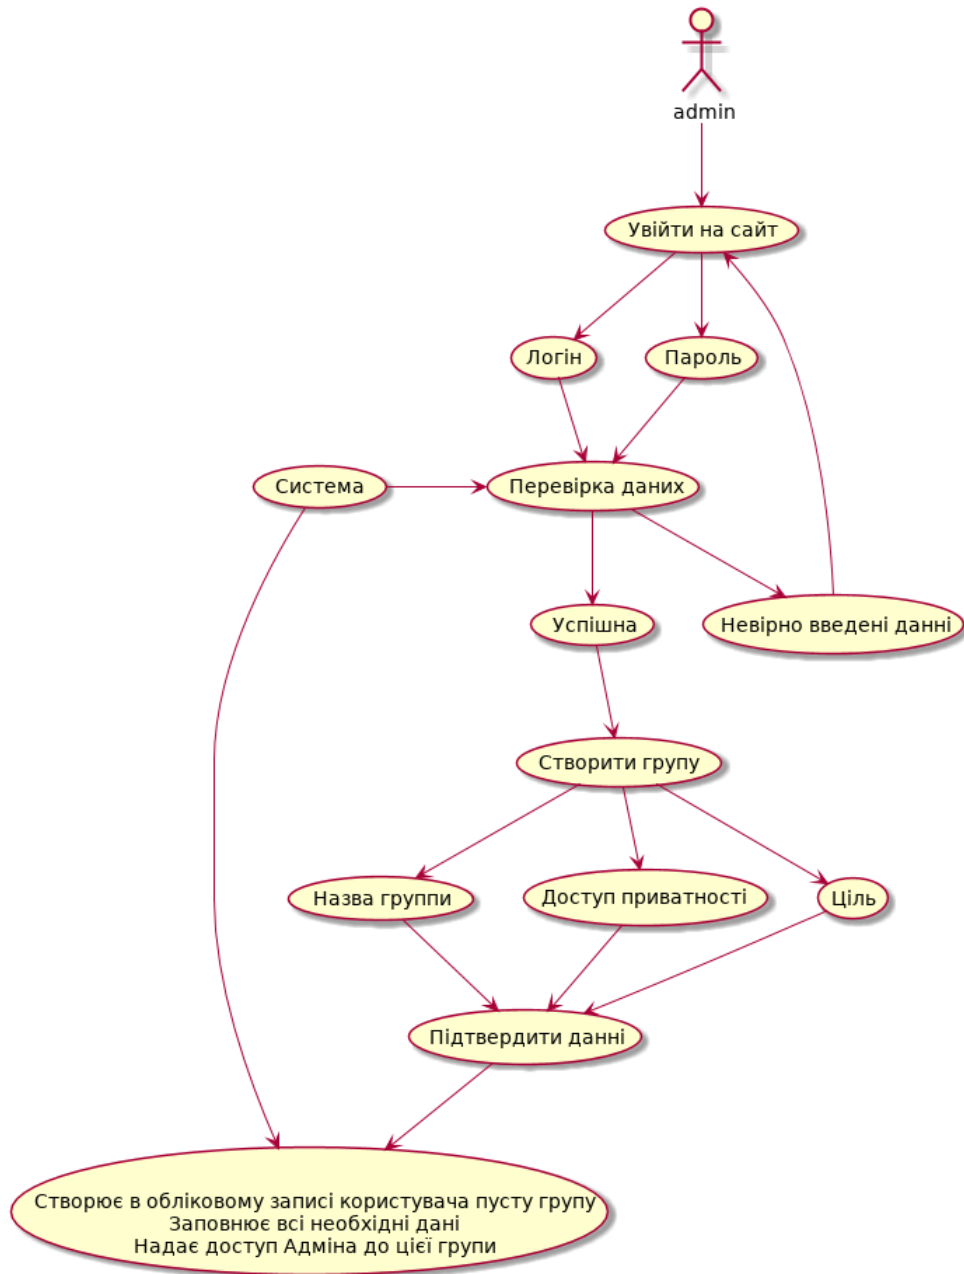 admin
Увійти на сайт
Логін
Пароль
Система
Перевірка даних
Успішна
Невірно введені данні
Створити групу
Назва группи
Доступ приватності
Ціль
Підтвердити данні
Створює в обліковому записі користувача пусту групу
Заповнює всі необхідні дані
Надає доступ Адміна до цієї групи